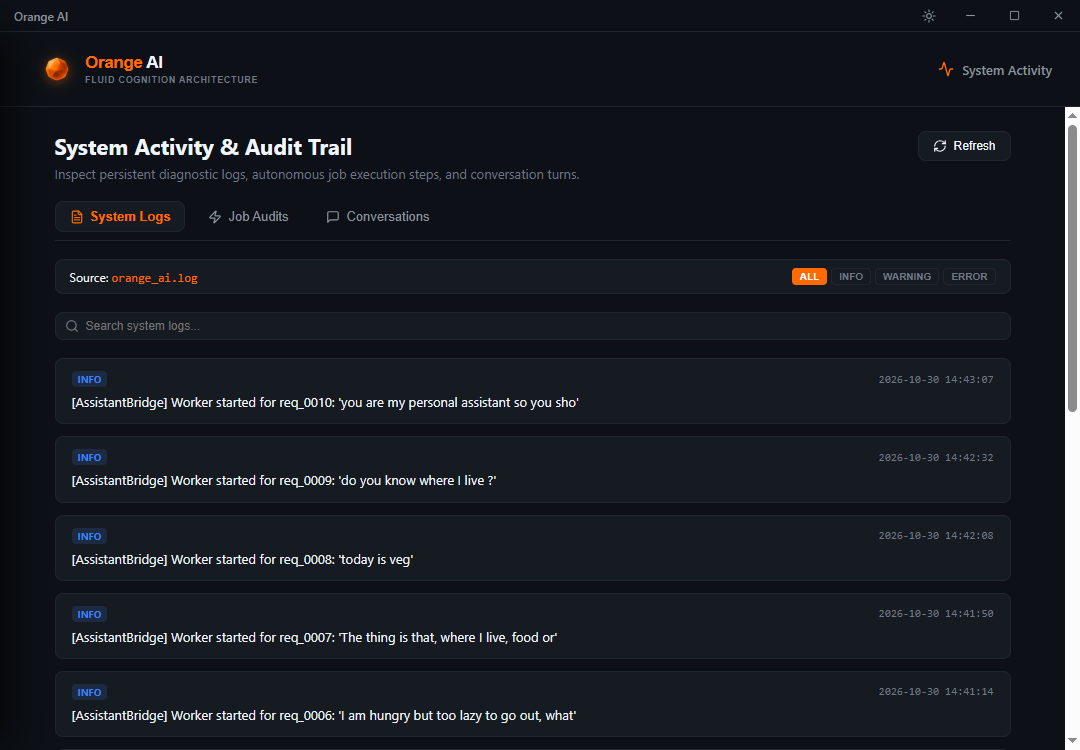 Orange AI
Orange AI
FLUID COGNITION ARCHITECTURE
System Activity
System Activity & Audit Trail
Refresh
Inspect persistent diagnostic logs, autonomous job execution steps, and conversation turns.
System Logs
Job Audits
Conversations
Source: orange_ai.log
ALL
INFO
WARNING
ERROR
Search system logs...
INFO
2026-10-30 14:43:07
[AssistantBridge] Worker started for req_0010: 'you are my personal assistant so you sho'
INFO
2026-10-30 14:42:32
[AssistantBridge] Worker started for req_0009: 'do you know where I live ?'
INFO
2026-10-30 14:42:08
[AssistantBridge] Worker started for req_0008: 'today is veg'
INFO
2026-10-30 14:41:50
[AssistantBridge] Worker started for req_0007: 'The thing is that, where I live, food or'
INFO
2026-10-30 14:41:14
[AssistantBridge] Worker started for req_0006: 'I am hungry but too lazy to go out, what'